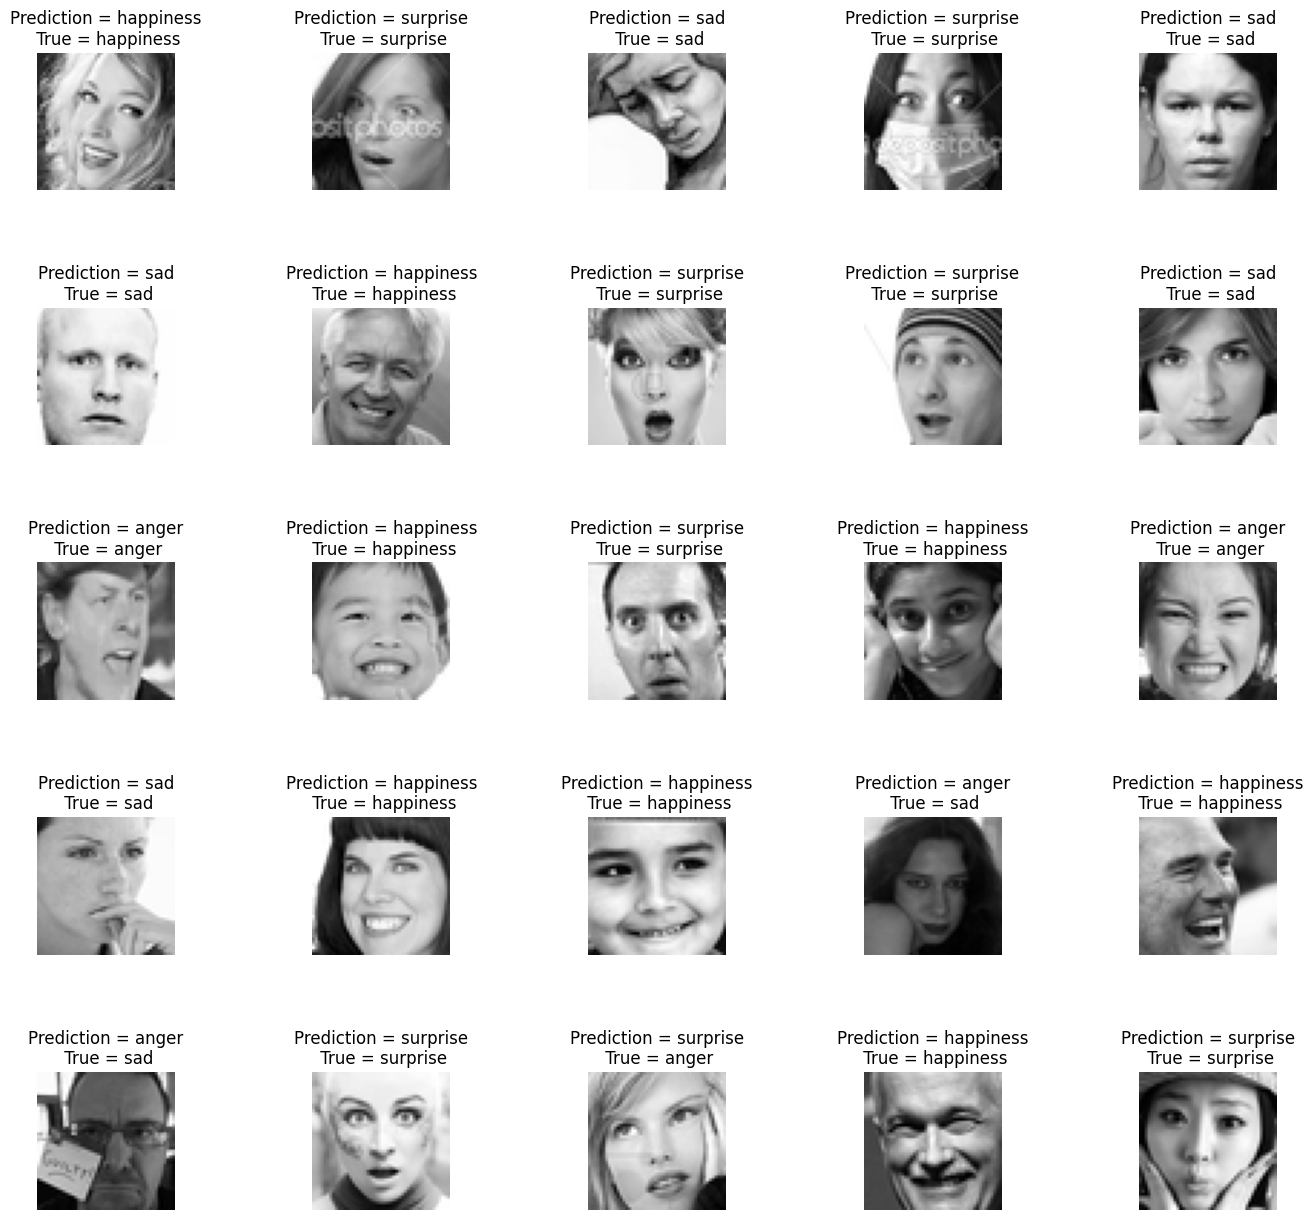 Prediction = happiness
True = happiness
Prediction = surprise
True = surprise
Prediction = sad
True = sad
Prediction = surprise
True = surprise
Prediction = sad
True = sad
ositphotos
depositpho
Prediction = sad
True = sad
Prediction = happiness
True = happiness
Prediction = surprise
True = surprise
Prediction = surprise
True = surprise
Prediction = sad
True = sad
Prediction = anger
True = anger
Prediction = happiness
True = happiness
Prediction = surprise
True = surprise
Prediction = happiness
True = happiness
Prediction = anger
True = anger
Prediction = sad
True = sad
Prediction = happiness
True = happiness
Prediction = happiness
True = happiness
Prediction = anger
True = sad
Prediction = happiness
True = happiness
Prediction = anger
True = sad
Prediction = surprise
True = surprise
Prediction = surprise
True = anger
Prediction = happiness
True = happiness
Prediction = surprise
True = surprise
GUILTY!